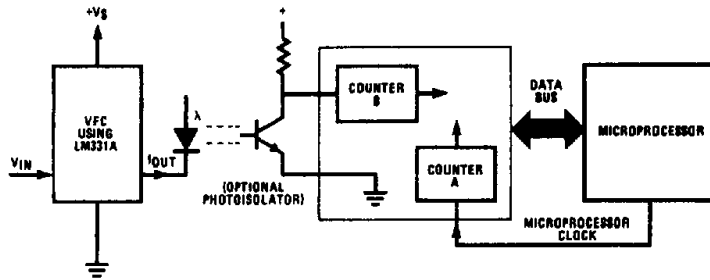 +VS
VFC
USING
LM331A
VIN
fOUT
λ
+
(OPTIONAL
PHOTOISOLATOR)
COUNTER
B
COUNTER
A
DATA
BUS
MICROPROCESSOR
MICROPROCESSOR
CLOCK